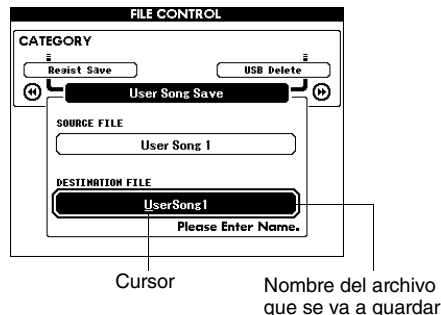 FILE CONTROL
CATEGORY
Regist Save
USB Delete
User Song Save
SOURCE FILE
User Song 1
DESTINATION FILE
UserSong1
Please Enter Name.
Cursor
Nombre del archivo
que se va a guardar